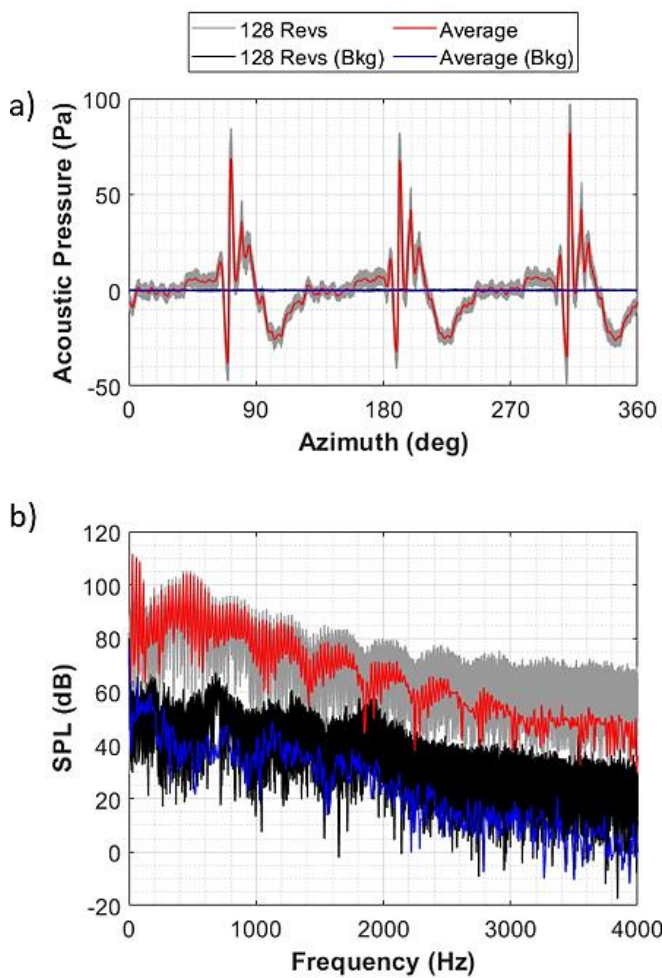 128 Revs Average
128 Revs (Bkg) Average (Bkg)
a)
Acoustic Pressure (Pa)
100
50
0
-50
0 90 180 270 360
Azimuth (deg)
b)
SPL (dB)
120
100
80
60
40
20
0
-20
0 1000 2000 3000 4000
Frequency (Hz)